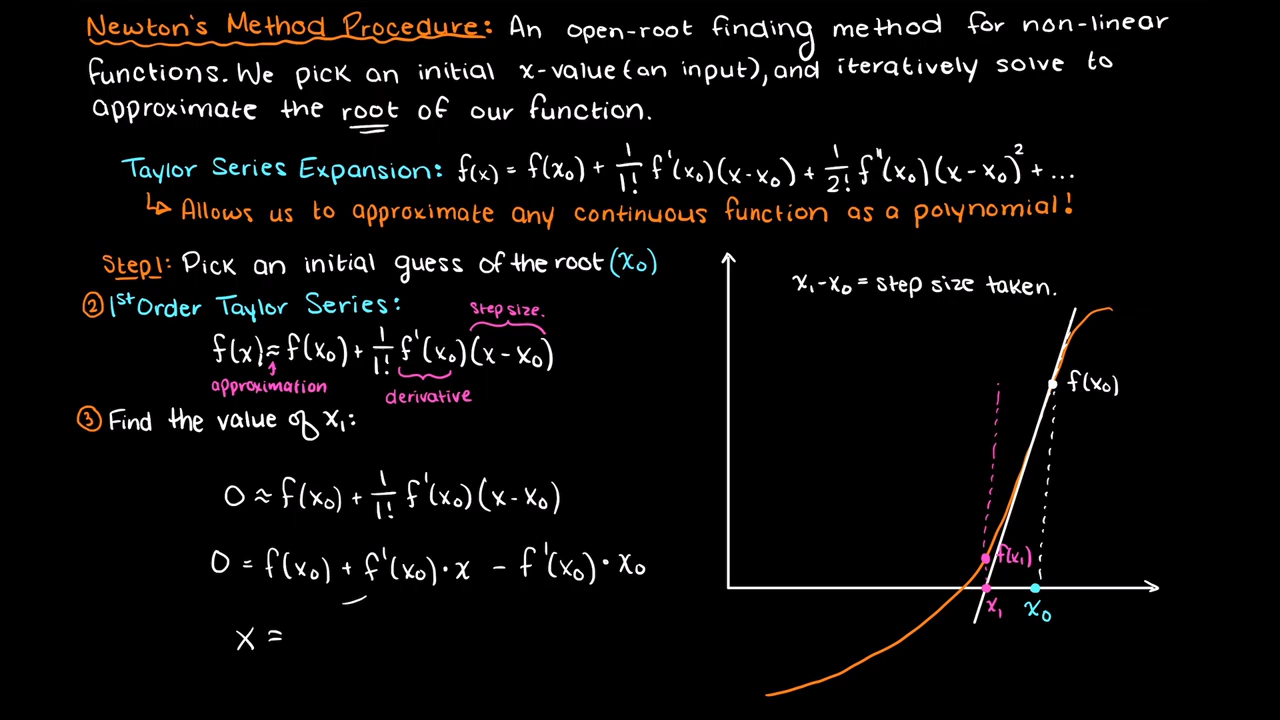 Newton's Method Procedure: An open-root finding method for non-linear
functions. We pick an initial x-value (an input), and iteratively solve to
approximate the root of our function.
Taylor Series Expansion: f(x) = f(x₀) + 1/1! f'(x₀)(x - x₀) + 1/2! f"(x₀)(x - x₀)² + ...
↳ Allows us to approximate any continuous function as a polynomial!
Step 1: Pick an initial guess of the root (x₀)
② 1st Order Taylor Series:
step size.
f(x) ≈ f(x₀) + 1/1! f'(x₀)(x - x₀)
approximation
derivative
③ Find the value of x₁:
0 ≈ f(x₀) + 1/1! f'(x₀)(x - x₀)
0 = f(x₀) + f'(x₀)·x - f'(x₀)·x₀
x =
x₁-x₀ = step size taken.
f(x₀)
f(x₁)
x₁
x₀